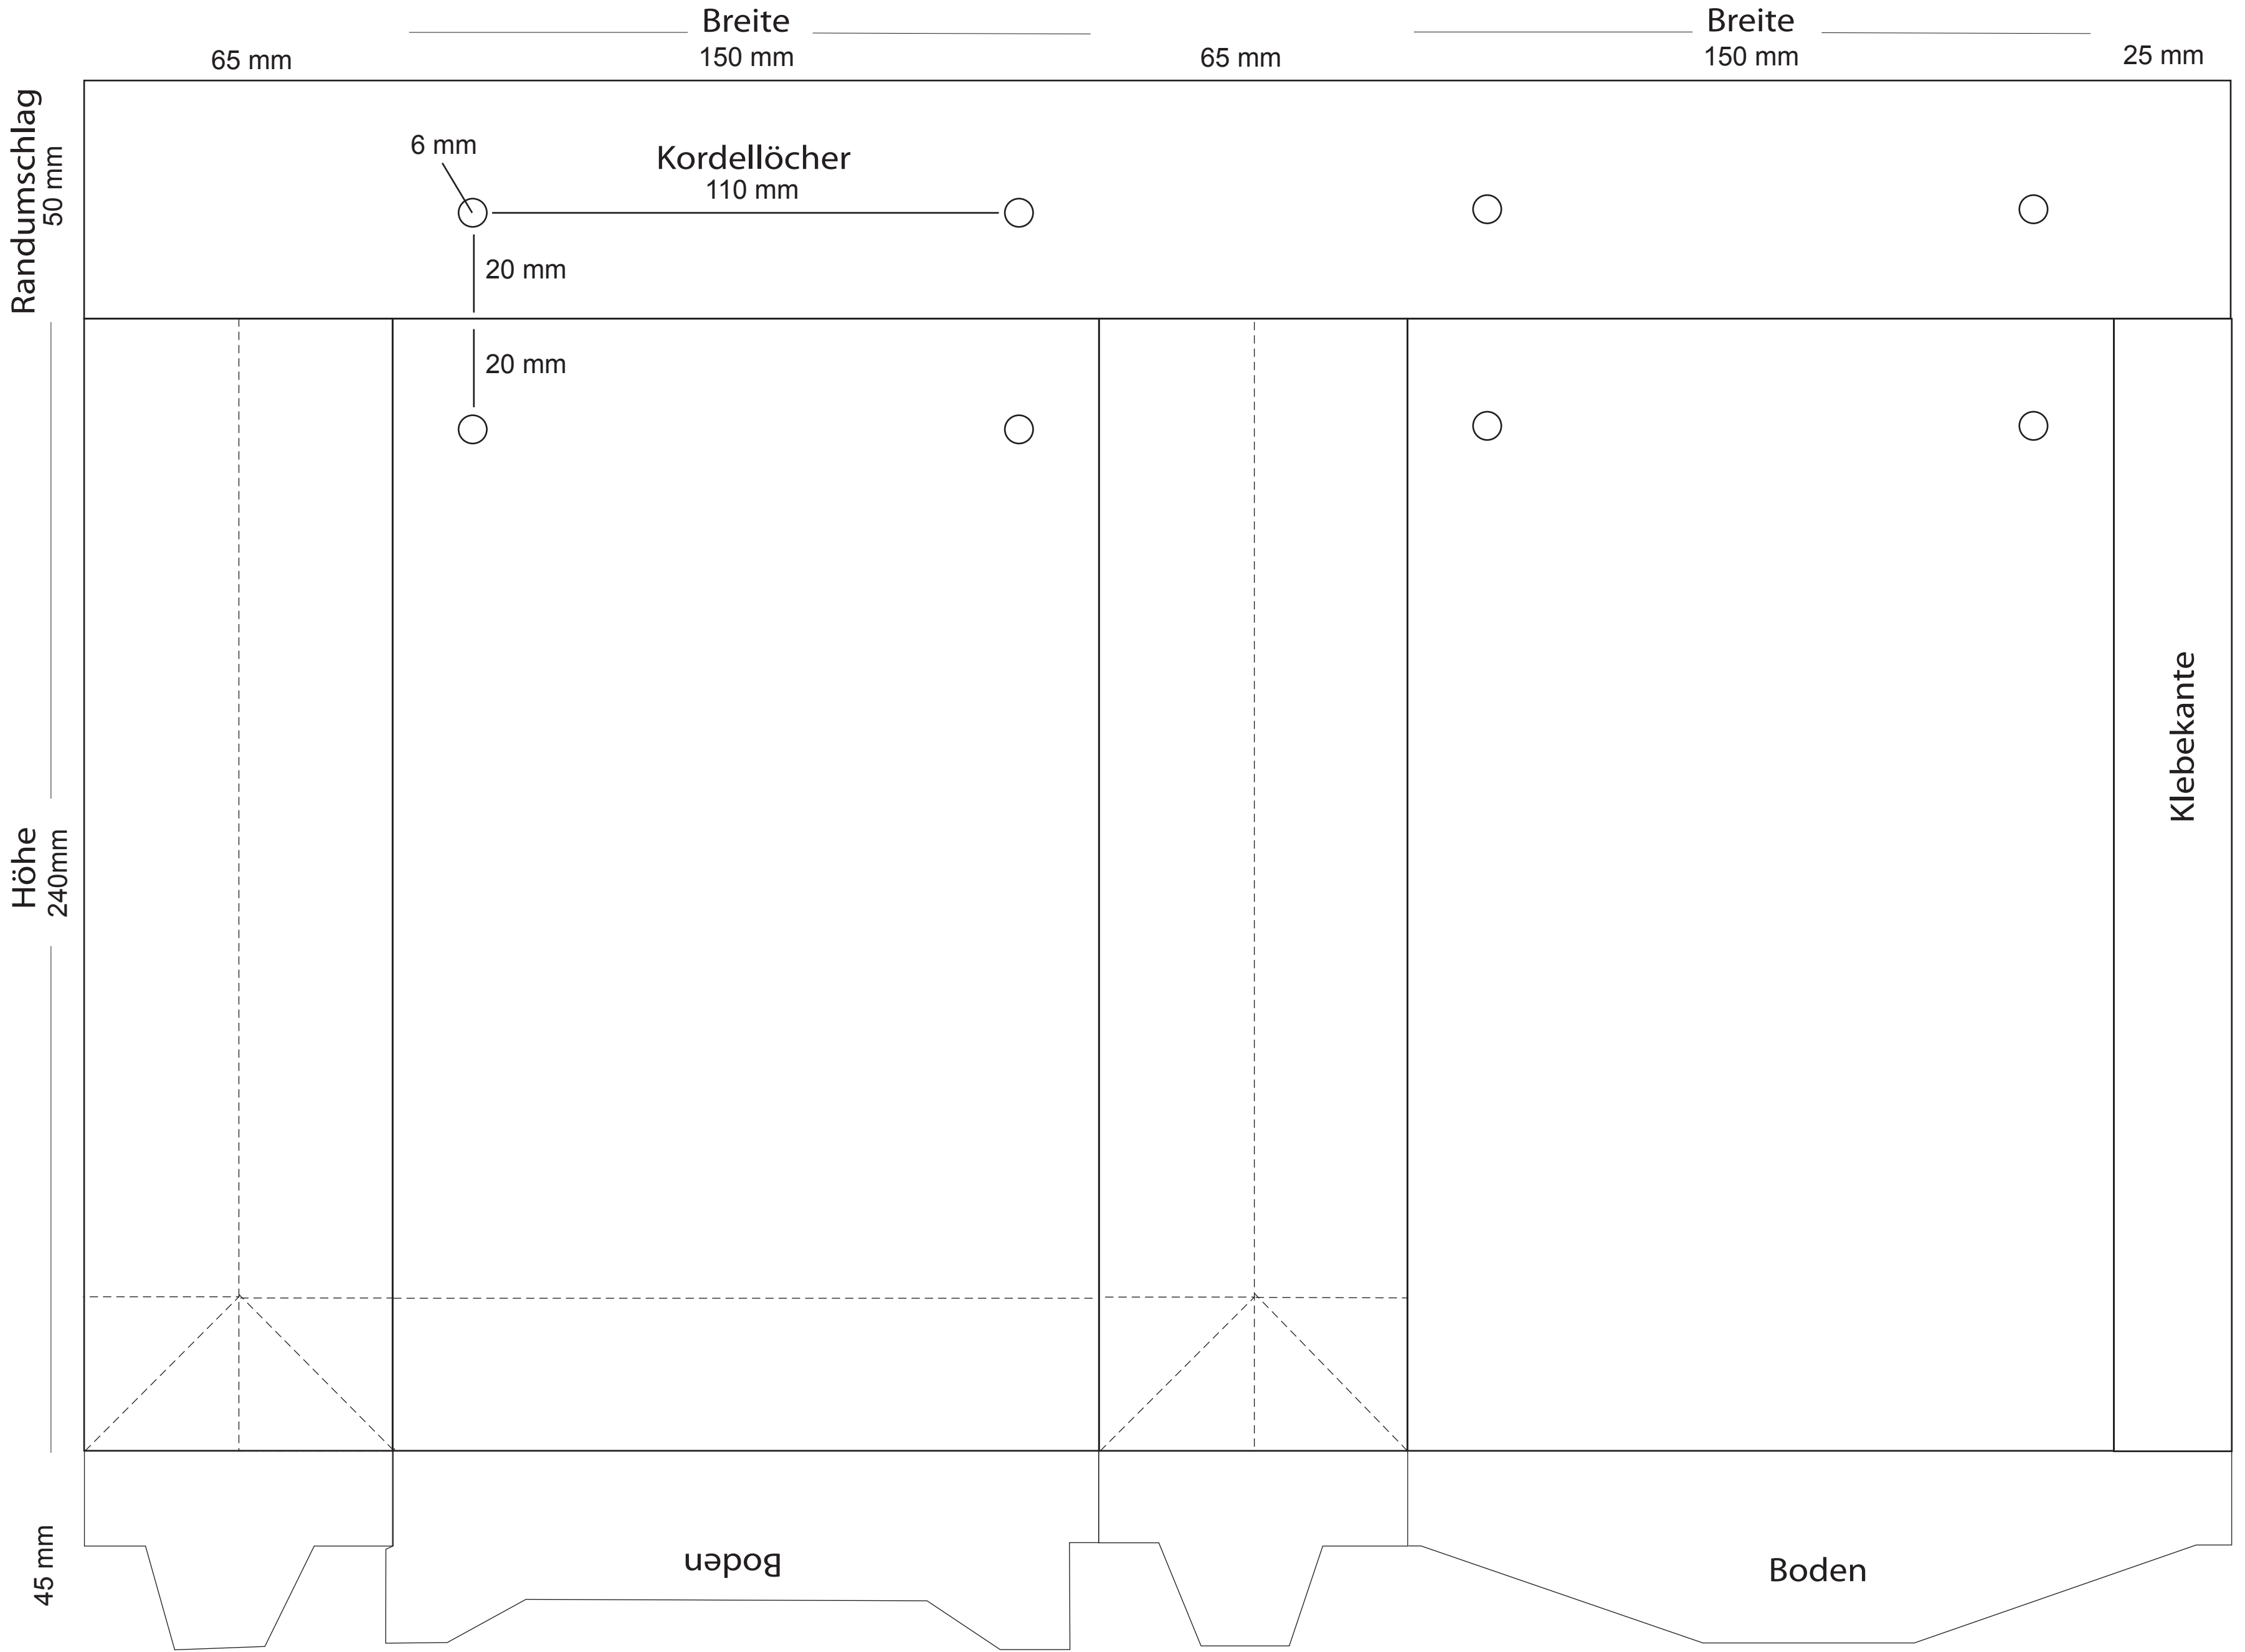 Breite
Breite
65 mm
150 mm
65 mm
150 mm
25 mm
Randumschlag
50 mm
6 mm
Kordellöcher
110 mm
20 mm
20 mm
Klebekante
Höhe
240mm
45 mm
Boden
Boden